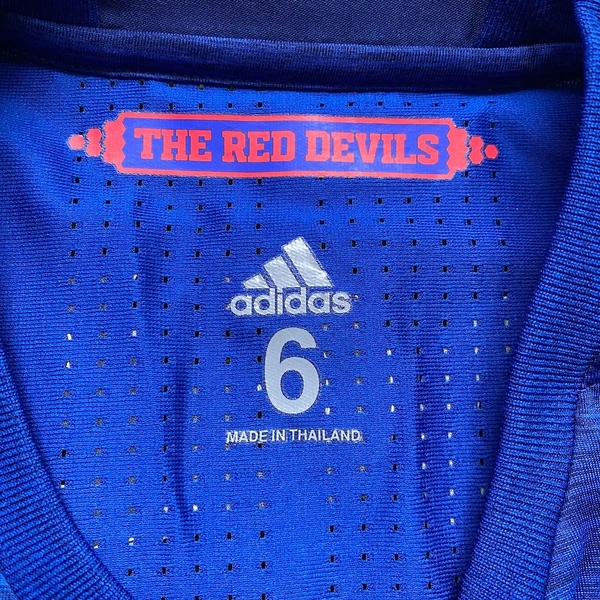 THE RED DEVILS
adidas
6
MADE IN THAILAND